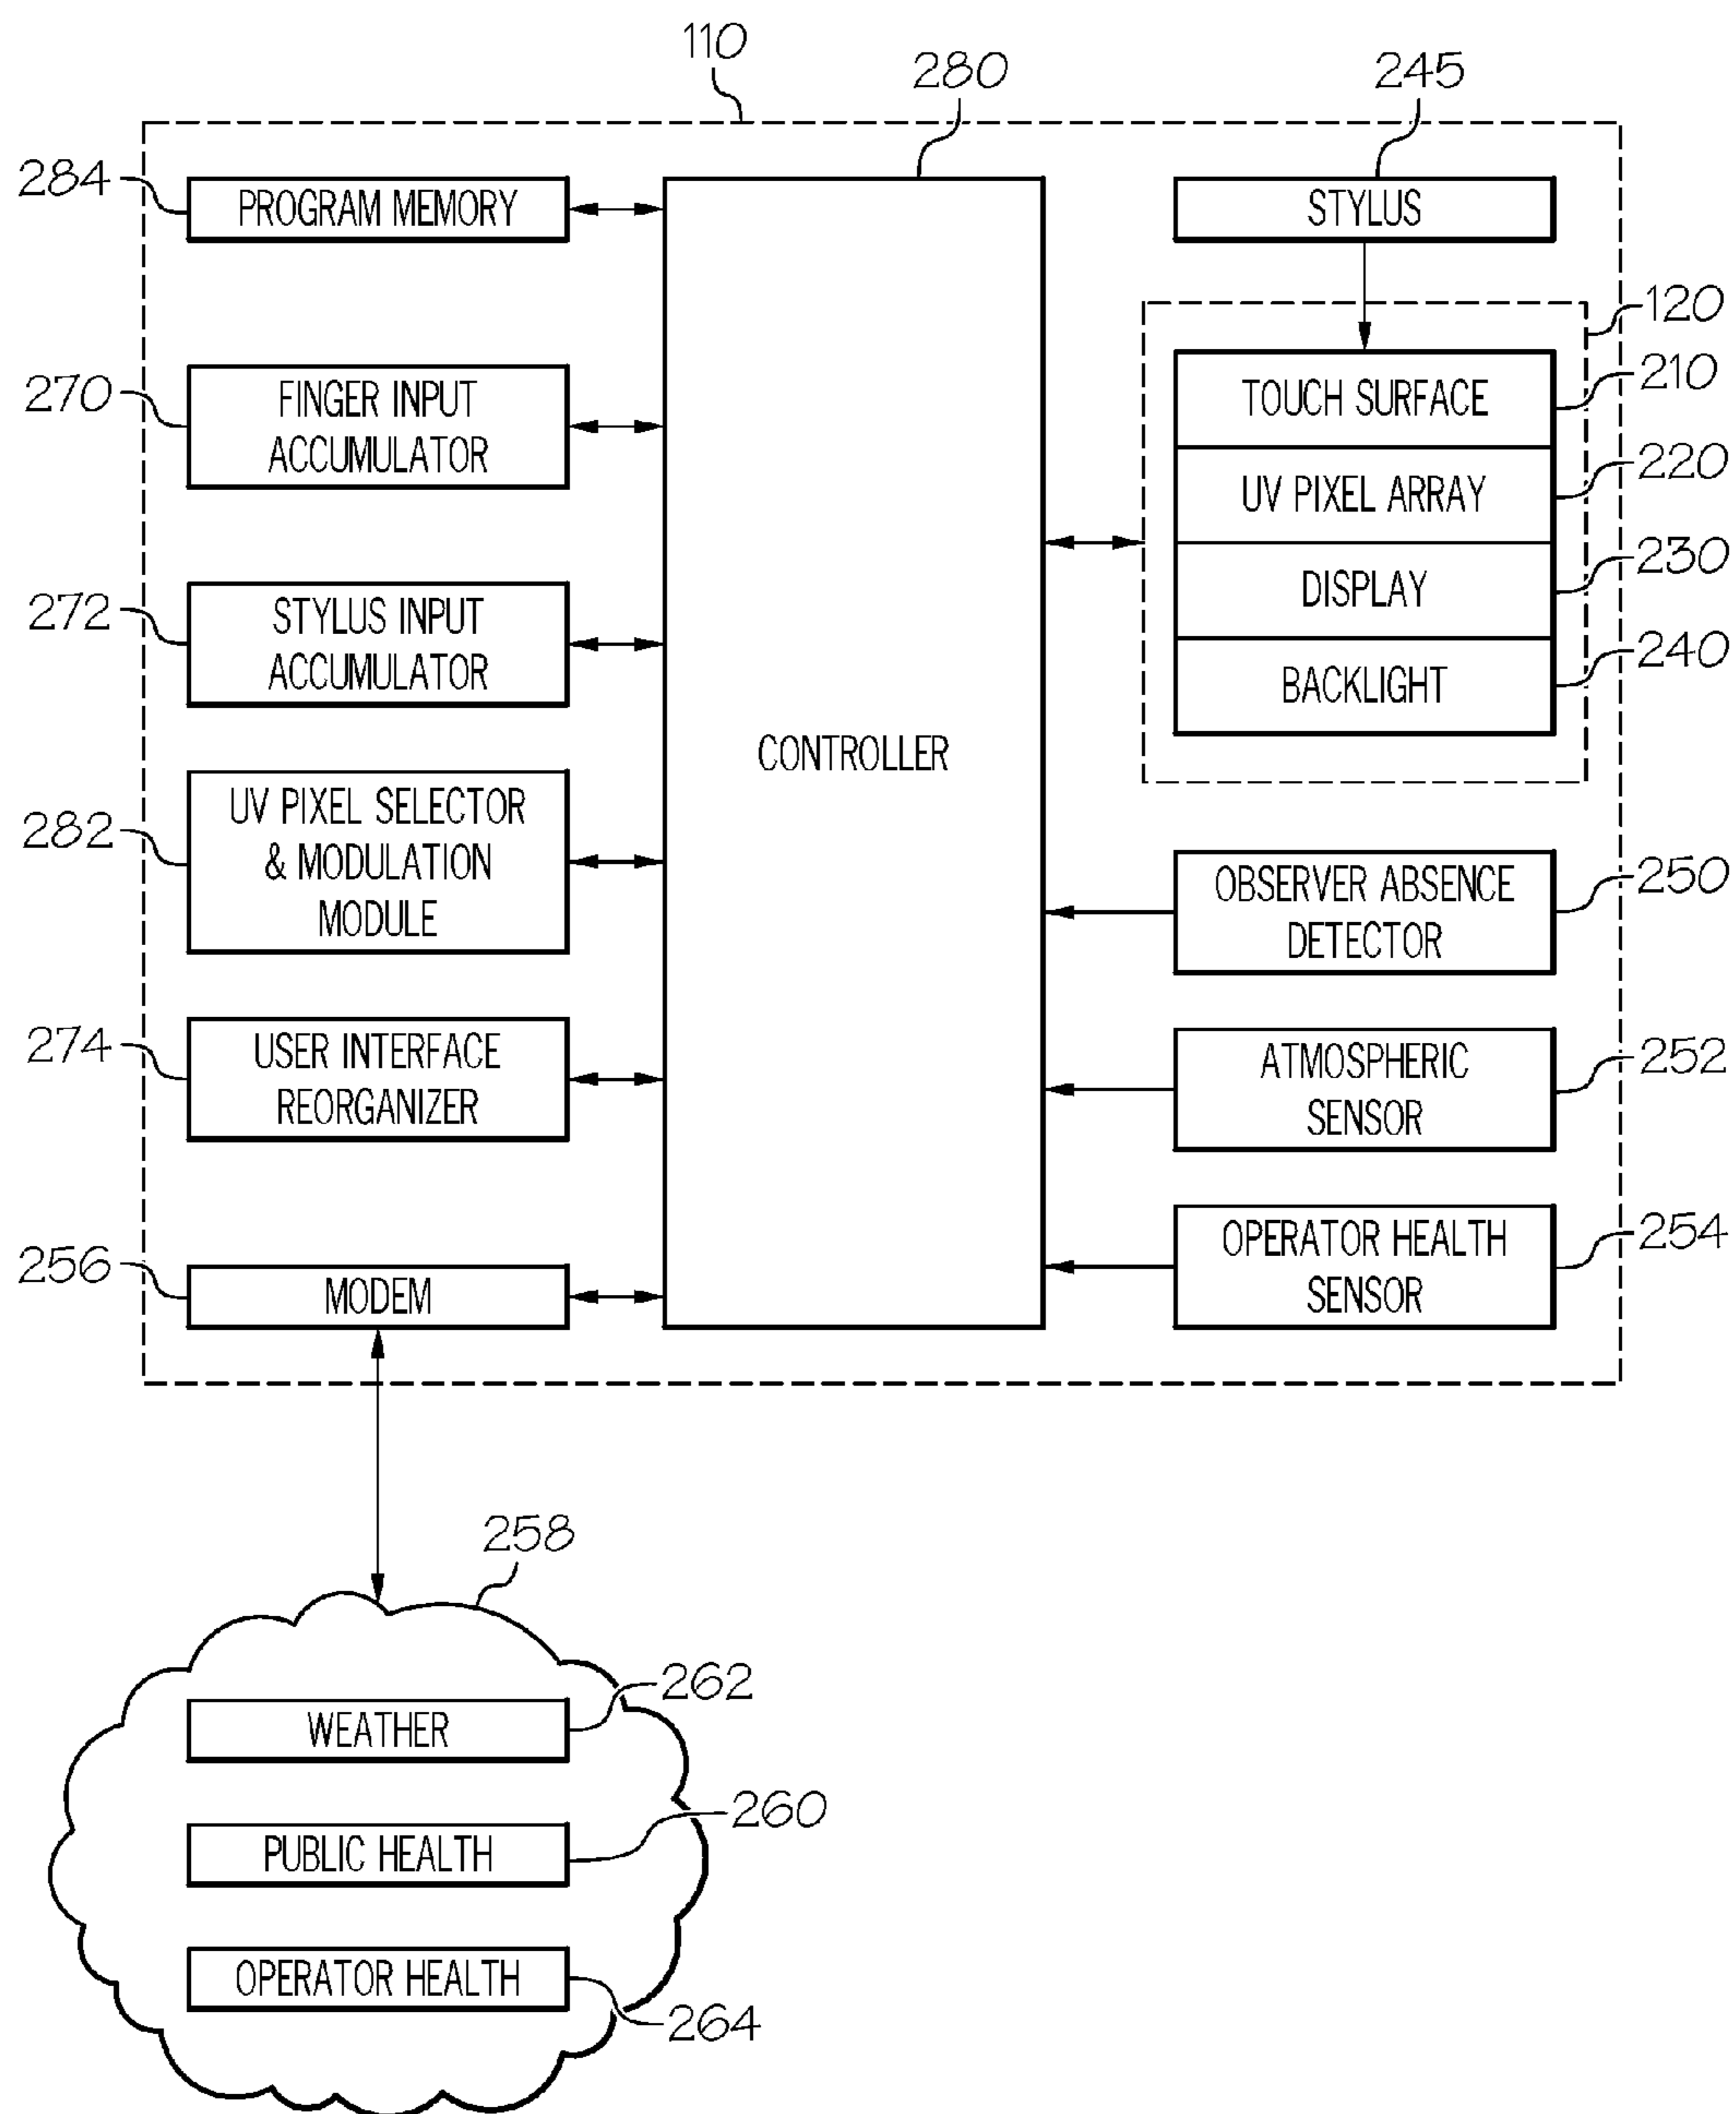 110
280
245
284
PROGRAM MEMORY
STYLUS
120
270
FINGER INPUT
ACCUMULATOR
TOUCH SURFACE
210
UV PIXEL ARRAY
220
DISPLAY
230
BACKLIGHT
240
272
STYLUS INPUT
ACCUMULATOR
CONTROLLER
282
UV PIXEL SELECTOR
& MODULATION
MODULE
OBSERVER ABSENCE
DETECTOR
250
274
USER INTERFACE
REORGANIZER
ATMOSPHERIC
SENSOR
252
256
MODEM
OPERATOR HEALTH
SENSOR
254
258
262
WEATHER
260
PUBLIC HEALTH
OPERATOR HEALTH
264